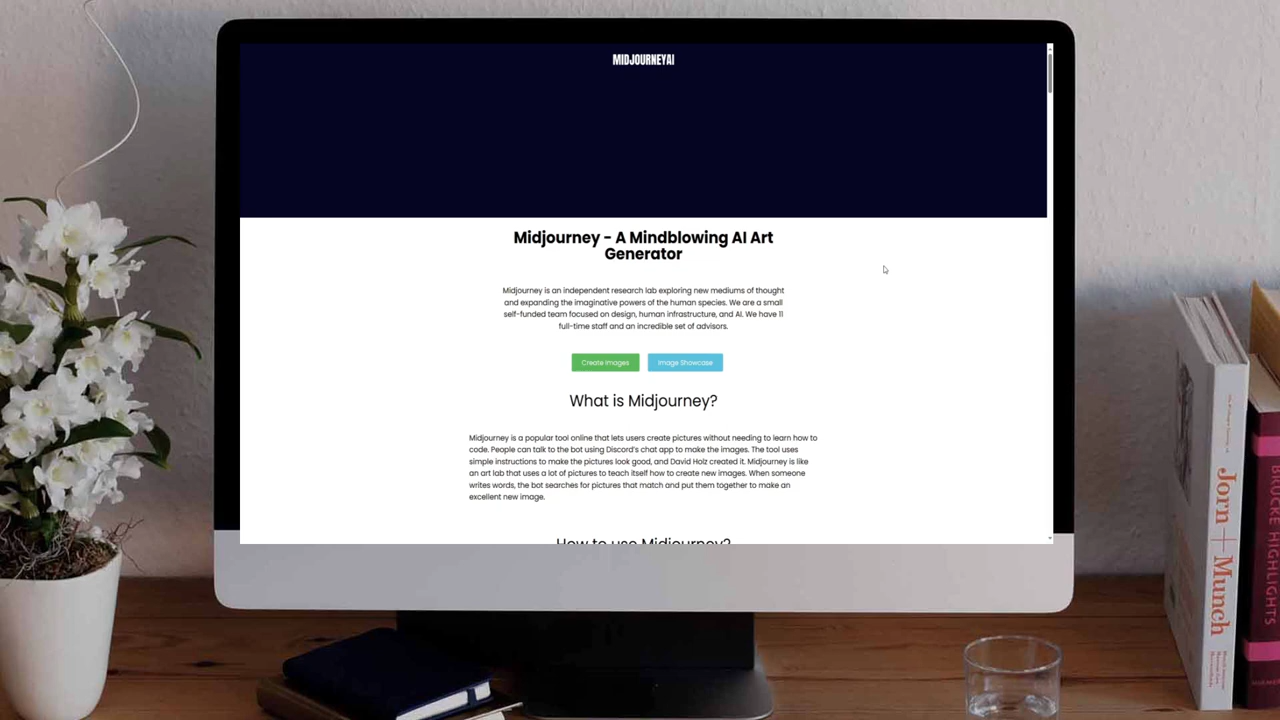 MIDJOURNEYAI
Midjourney - A Mindblowing AI Art
Generator
Midjourney is an independent research lab exploring new mediums of thought
and expanding the imaginative powers of the human species. We are a small
self-funded team focused on design, human infrastructure, and AI. We have 11
full-time staff and an incredible set of advisors.
Create Images
Image Showcase
What is Midjourney?
Midjourney is a popular tool online that lets users create pictures without needing to learn how to
code. People can talk to the bot using Discord's chat app to make the images. The tool uses
simple instructions to make the pictures look good, and David Holz created it. Midjourney is like
an art lab that uses a lot of pictures to teach itself how to create new images. When someone
writes words, the bot searches for pictures that match and put them together to make an
excellent new image.
How to use Midjourney?
Jorn + Munch
BRÜCKE HIGHLIGHTS